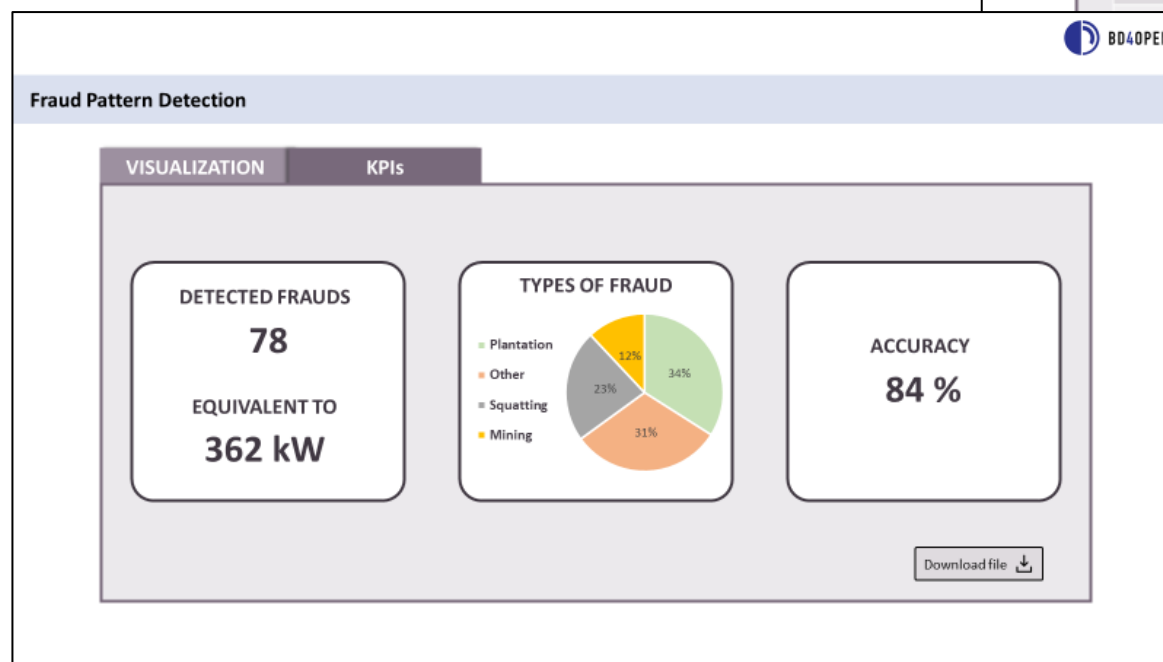 BD4OPE
Fraud Pattern Detection
VISUALIZATION
KPIs
DETECTED FRAUDS
78
EQUIVALENT TO
362 kW
TYPES OF FRAUD
Plantation
Other
Squatting
Mining
12%
34%
23%
31%
ACCURACY
84 %
Download file